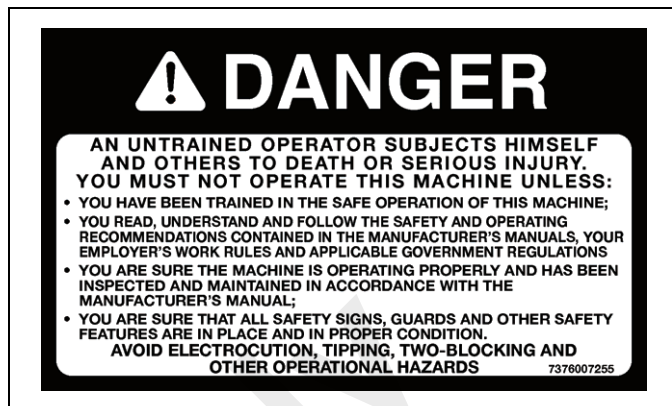 DANGER
AN UNTRAINED OPERATOR SUBJECTS HIMSELF
AND OTHERS TO DEATH OR SERIOUS INJURY.
YOU MUST NOT OPERATE THIS MACHINE UNLESS:
• YOU HAVE BEEN TRAINED IN THE SAFE OPERATION OF THIS MACHINE;
• YOU READ, UNDERSTAND AND FOLLOW THE SAFETY AND OPERATING
RECOMMENDATIONS CONTAINED IN THE MANUFACTURER'S MANUALS, YOUR
EMPLOYER'S WORK RULES AND APPLICABLE GOVERNMENT REGULATIONS
• YOU ARE SURE THE MACHINE IS OPERATING PROPERLY AND HAS BEEN
INSPECTED AND MAINTAINED IN ACCORDANCE WITH THE
MANUFACTURER'S MANUAL;
• YOU ARE SURE THAT ALL SAFETY SIGNS, GUARDS AND OTHER SAFETY
FEATURES ARE IN PLACE AND IN PROPER CONDITION.
AVOID ELECTROCUTION, TIPPING, TWO-BLOCKING AND
OTHER OPERATIONAL HAZARDS 7376007255